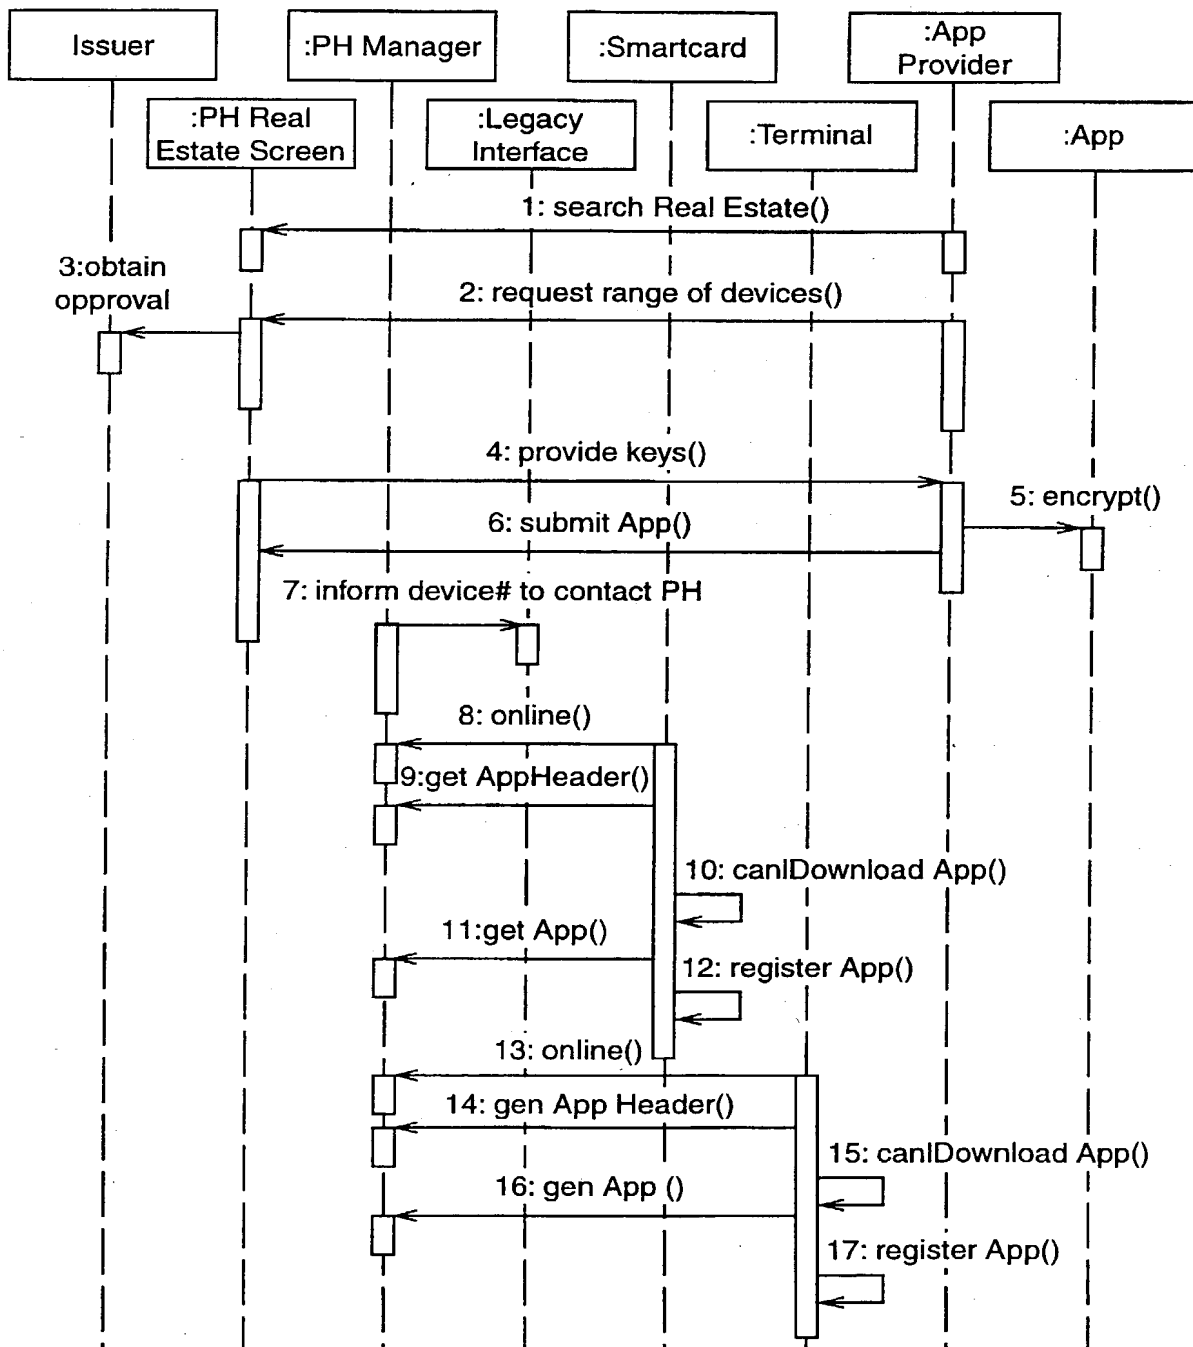 Issuer
:PH Manager
:Smartcard
:App
Provider
:PH Real
Estate Screen
:Legacy
Interface
:Terminal
:App
1: search Real Estate()
3:obtain
opproval
2: request range of devices()
4: provide keys()
5: encrypt()
6: submit App()
7: inform device# to contact PH
8: online()
9:get AppHeader()
10: canIDownload App()
11:get App()
12: register App()
13: online()
14: gen App Header()
15: canIDownload App()
16: gen App ()
17: register App()